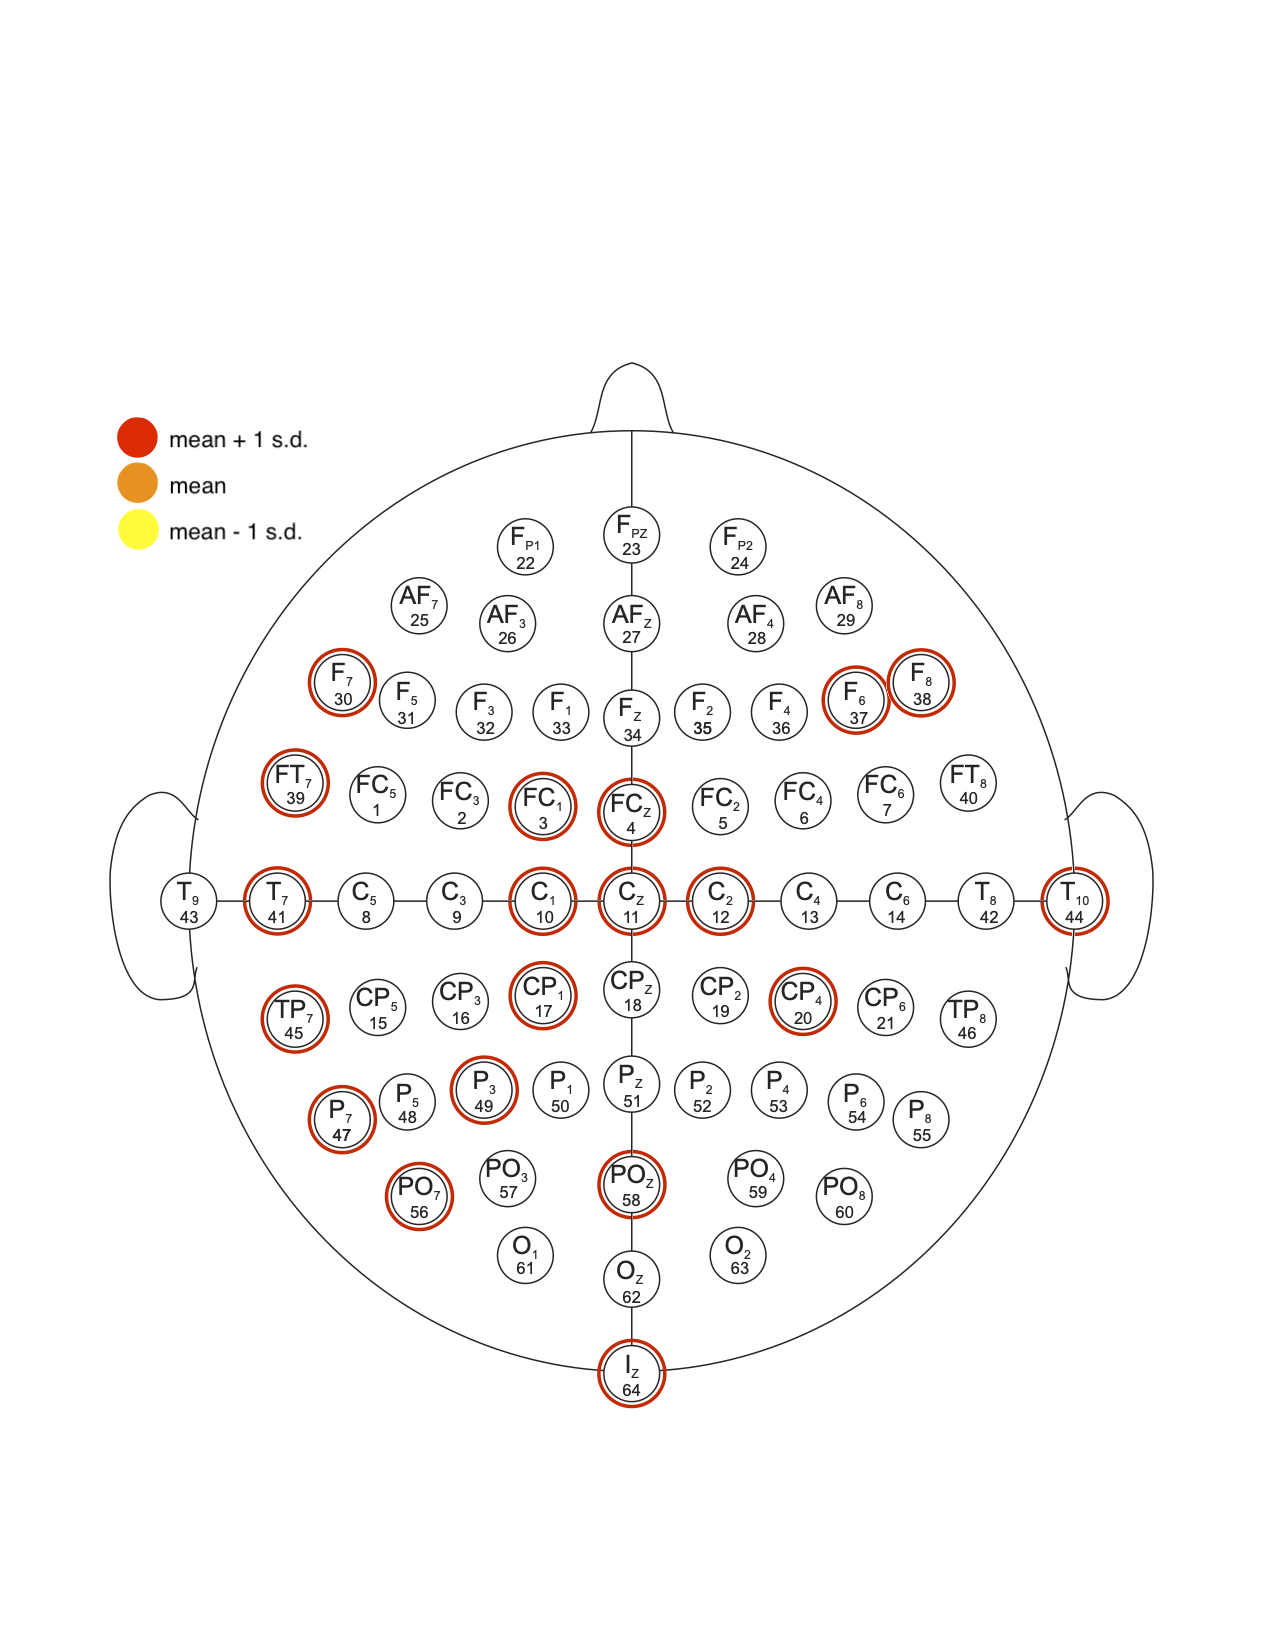 mean + 1 s.d.
mean
mean - 1 s.d.
FP1 22
FPZ 23
FP2 24
AF7 25
AF3 26
AFZ 27
AF4 28
AF8 29
F7 30
F5 31
F3 32
F1 33
FZ 34
F2 35
F4 36
F6 37
F8 38
FT7 39
FC5 1
FC3 2
FC1 3
FCZ 4
FC2 5
FC4 6
FC6 7
FT8 40
T9 43
T7 41
C5 8
C3 9
C1 10
CZ 11
C2 12
C4 13
C6 14
T8 42
T10 44
TP7 45
CP5 15
CP3 16
CP1 17
CPZ 18
CP2 19
CP4 20
CP6 21
TP8 46
P7 47
P5 48
P3 49
P1 50
PZ 51
P2 52
P4 53
P6 54
P8 55
PO7 56
PO3 57
POZ 58
PO4 59
PO8 60
O1 61
OZ 62
O2 63
IZ 64